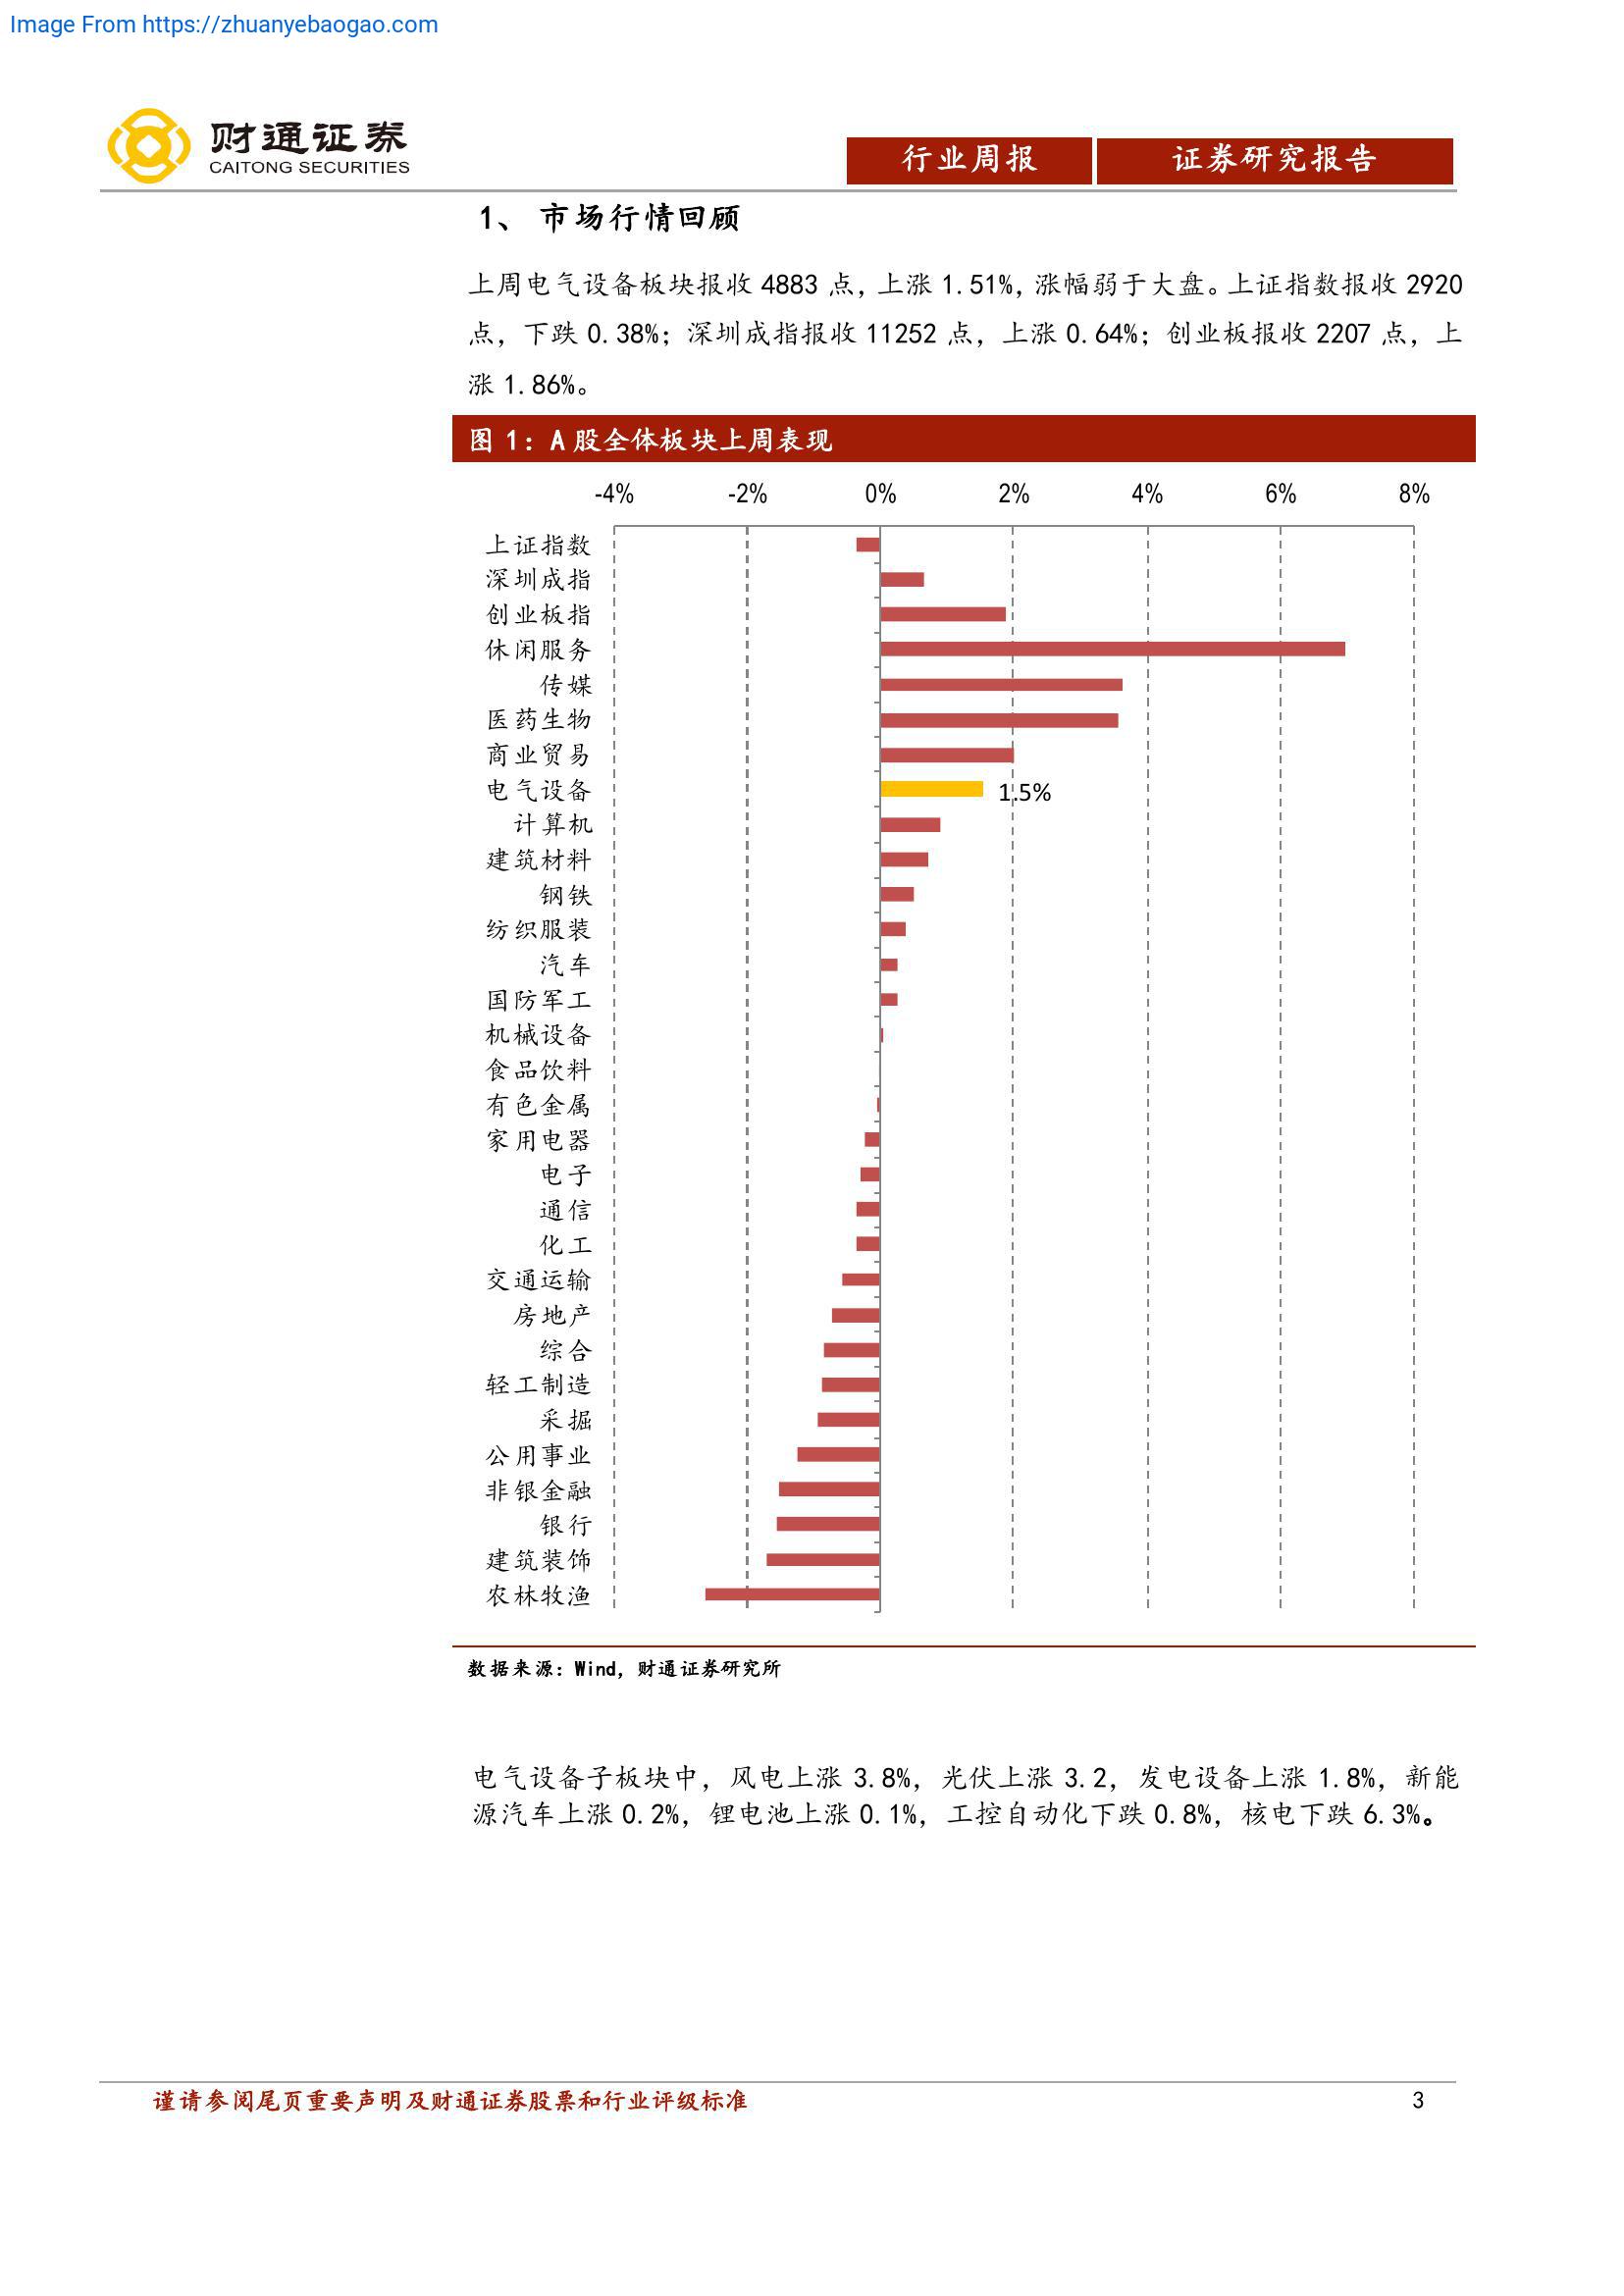 Image From https://zhuanyebaogao.com
财通证券
CAITONG SECURITIES
行业周报
证券研究报告
1、 市场行情回顾
上周电气设备板块报收 4883 点，上涨 1.51%，涨幅弱于大盘。上证指数报收 2920
点，下跌 0.38%；深圳成指报收 11252 点，上涨 0.64%；创业板报收 2207 点，上
涨 1.86%。
图 1：A 股全体板块上周表现
-4% -2% 0% 2% 4% 6% 8%
上证指数
深圳成指
创业板指
休闲服务
传媒
医药生物
商业贸易
电气设备
1.5%
计算机
建筑材料
钢铁
纺织服装
汽车
国防军工
机械设备
食品饮料
有色金属
家用电器
电子
通信
化工
交通运输
房地产
综合
轻工制造
采掘
公用事业
非银金融
银行
建筑装饰
农林牧渔
数据来源：Wind，财通证券研究所
电气设备子板块中，风电上涨 3.8%，光伏上涨 3.2，发电设备上涨 1.8%，新能
源汽车上涨 0.2%，锂电池上涨 0.1%，工控自动化下跌 0.8%，核电下跌 6.3%。
谨请参阅尾页重要声明及财通证券股票和行业评级标准
3